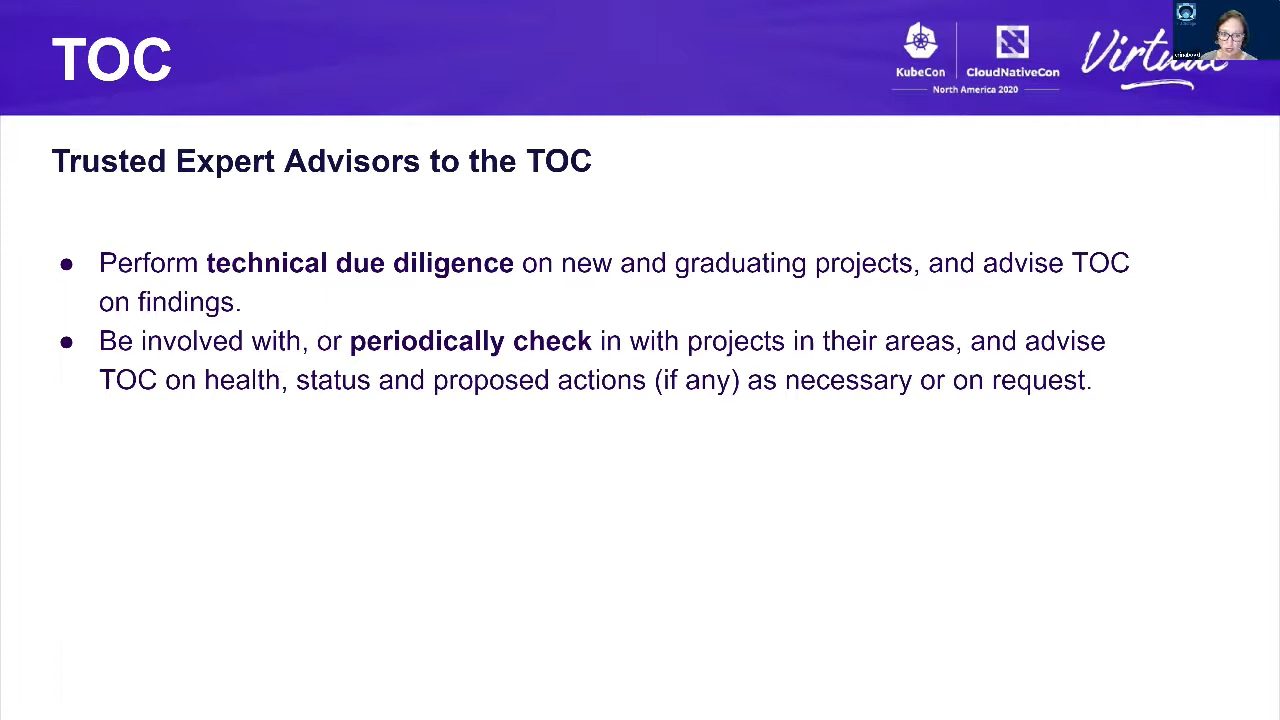 TOC
KubeCon
CloudNativeCon
North America 2020
Virtual
Trusted Expert Advisors to the TOC
● Perform technical due diligence on new and graduating projects, and advise TOC
on findings.
● Be involved with, or periodically check in with projects in their areas, and advise
TOC on health, status and proposed actions (if any) as necessary or on request.